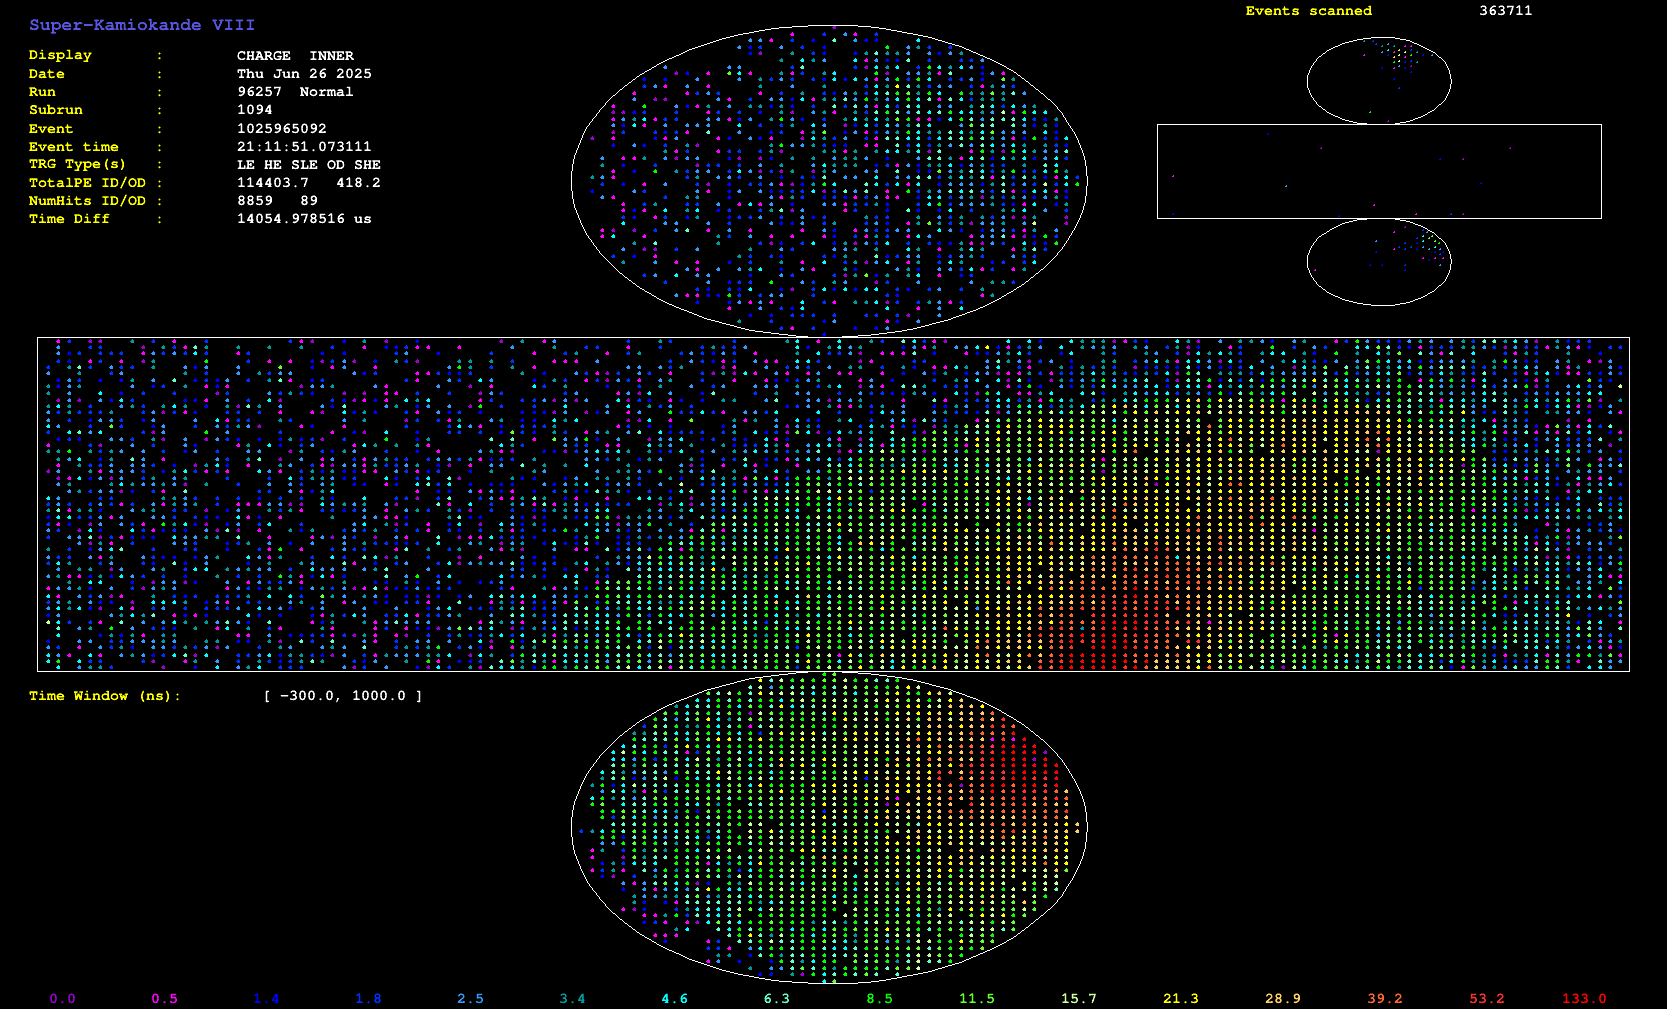 Super-Kamiokande VIII
Events scanned 363711
Display : CHARGE INNER
Date : Thu Jun 26 2025
Run : 96257 Normal
Subrun : 1094
Event : 1025965092
Event time : 21:11:51.073111
TRG Type(s) : LE HE SLE OD SHE
TotalPE ID/OD : 114403.7 418.2
NumHits ID/OD : 8859 89
Time Diff : 14054.978516 us
Time Window (ns): [ -300.0, 1000.0 ]
0.0 0.5 1.4 1.8 2.5 3.4 4.6 6.3 8.5 11.5 15.7 21.3 28.9 39.2 53.2 133.0